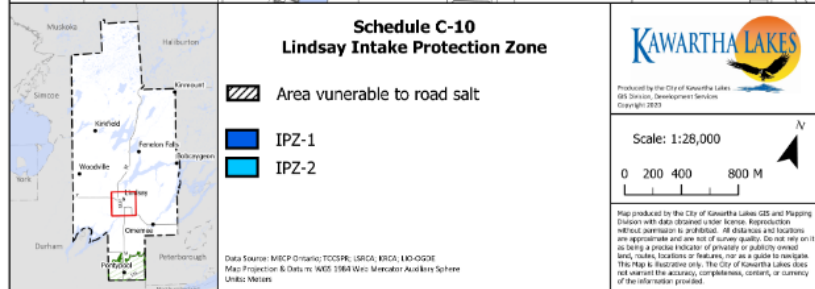 Muskoka
Haliburton
Simcoe
Kinmount
Kirkfield
Fenelon Falls
Bobcaygeon
Woodville
York
Lindsay
Omemee
Durham
Peterborough
Pontypool
Schedule C-10
Lindsay Intake Protection Zone
Area vunerable to road salt
IPZ-1
IPZ-2
Data Source: MECP Ontario; TCCSPR; LSRCA; KRCA; LIO-OGDE
Map Projection & Datum: WGS 1984 Web Mercator Auxiliary Sphere
Units: Meters
KAWARTHA LAKES
Produced by the City of Kawartha Lakes
GIS Division, Development Services
Copyright 2023
Scale: 1:28,000
N
0 200 400 800 M
Map produced by the City of Kawartha Lakes GIS and Mapping
Division with data obtained under license. Reproduction
without permission is prohibited. All distances and locations
are approximate and are not of survey quality. Do not rely on it
as being a precise indicator of privately or publicly owned
land, routes, locations or features, nor as a guide to navigate.
This Map is illustrative only. The City of Kawartha Lakes does
not warrant the accuracy, completeness, content, or currency
of the information provided.